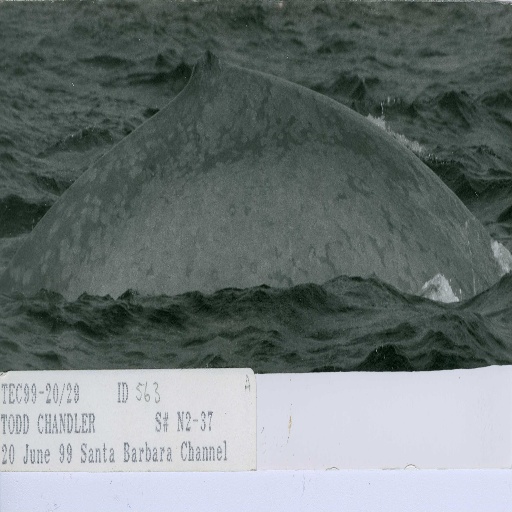 TEC99-20/29 ID 563
A
TODD CHANDLER S# N2-37
20 June 99 Santa Barbara Channel